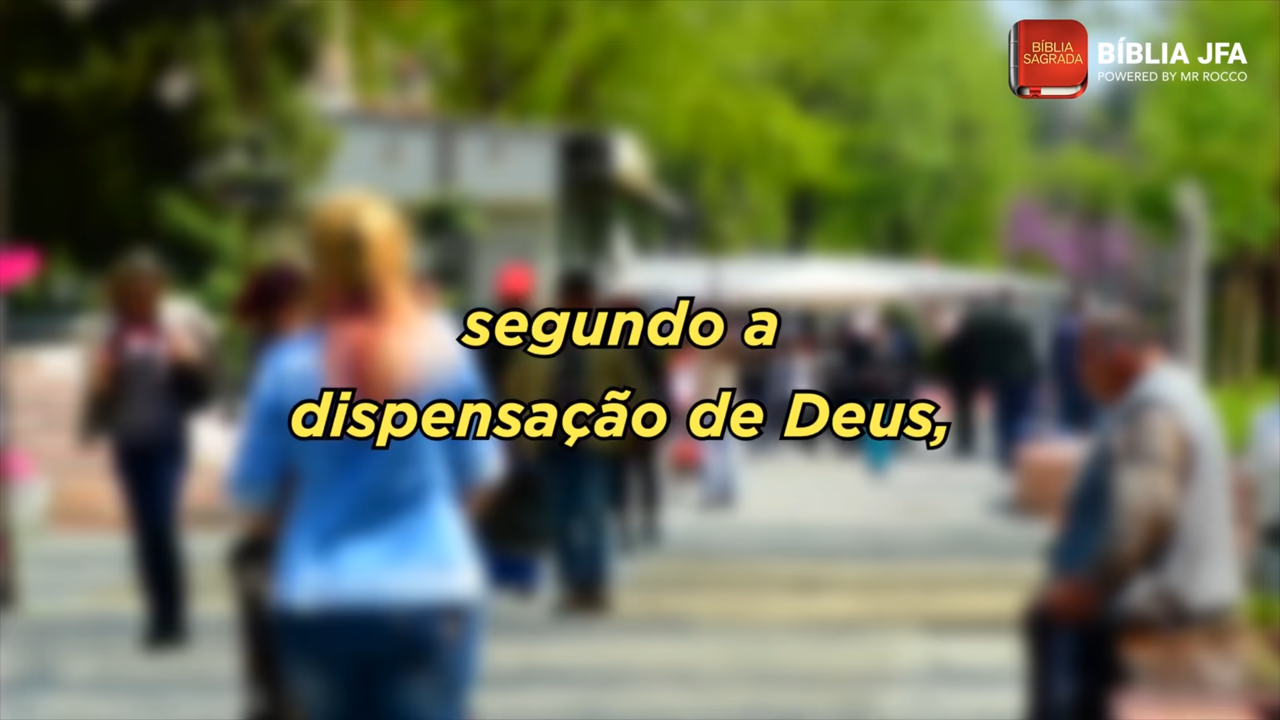 BÍBLIA
SAGRADA
BÍBLIA JFA
POWERED BY MR ROCCO
segundo a
dispensação de Deus,